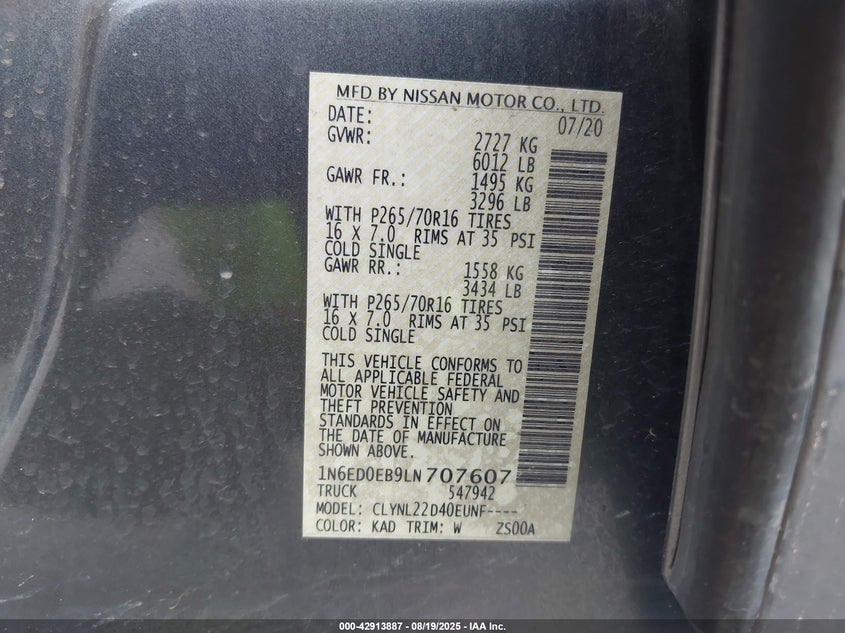 MFD BY NISSAN MOTOR CO., LTD.
DATE: 07/20
GVWR: 2727 KG
6012 LB
GAWR FR.: 1495 KG
3296 LB
WITH P265/70R16 TIRES
16 X 7.0 RIMS AT 35 PSI
COLD SINGLE
GAWR RR.: 1558 KG
3434 LB
WITH P265/70R16 TIRES
16 X 7.0 RIMS AT 35 PSI
COLD SINGLE
THIS VEHICLE CONFORMS TO
ALL APPLICABLE FEDERAL
MOTOR VEHICLE SAFETY AND
THEFT PREVENTION
STANDARDS IN EFFECT ON
THE DATE OF MANUFACTURE
SHOWN ABOVE.
1N6ED0EB9LN707607
TRUCK 547942
MODEL: CLYNL22D40EUNF----
COLOR: KAD TRIM: W ZS00A
000-42913887 - 08/19/2025 - IAA Inc.